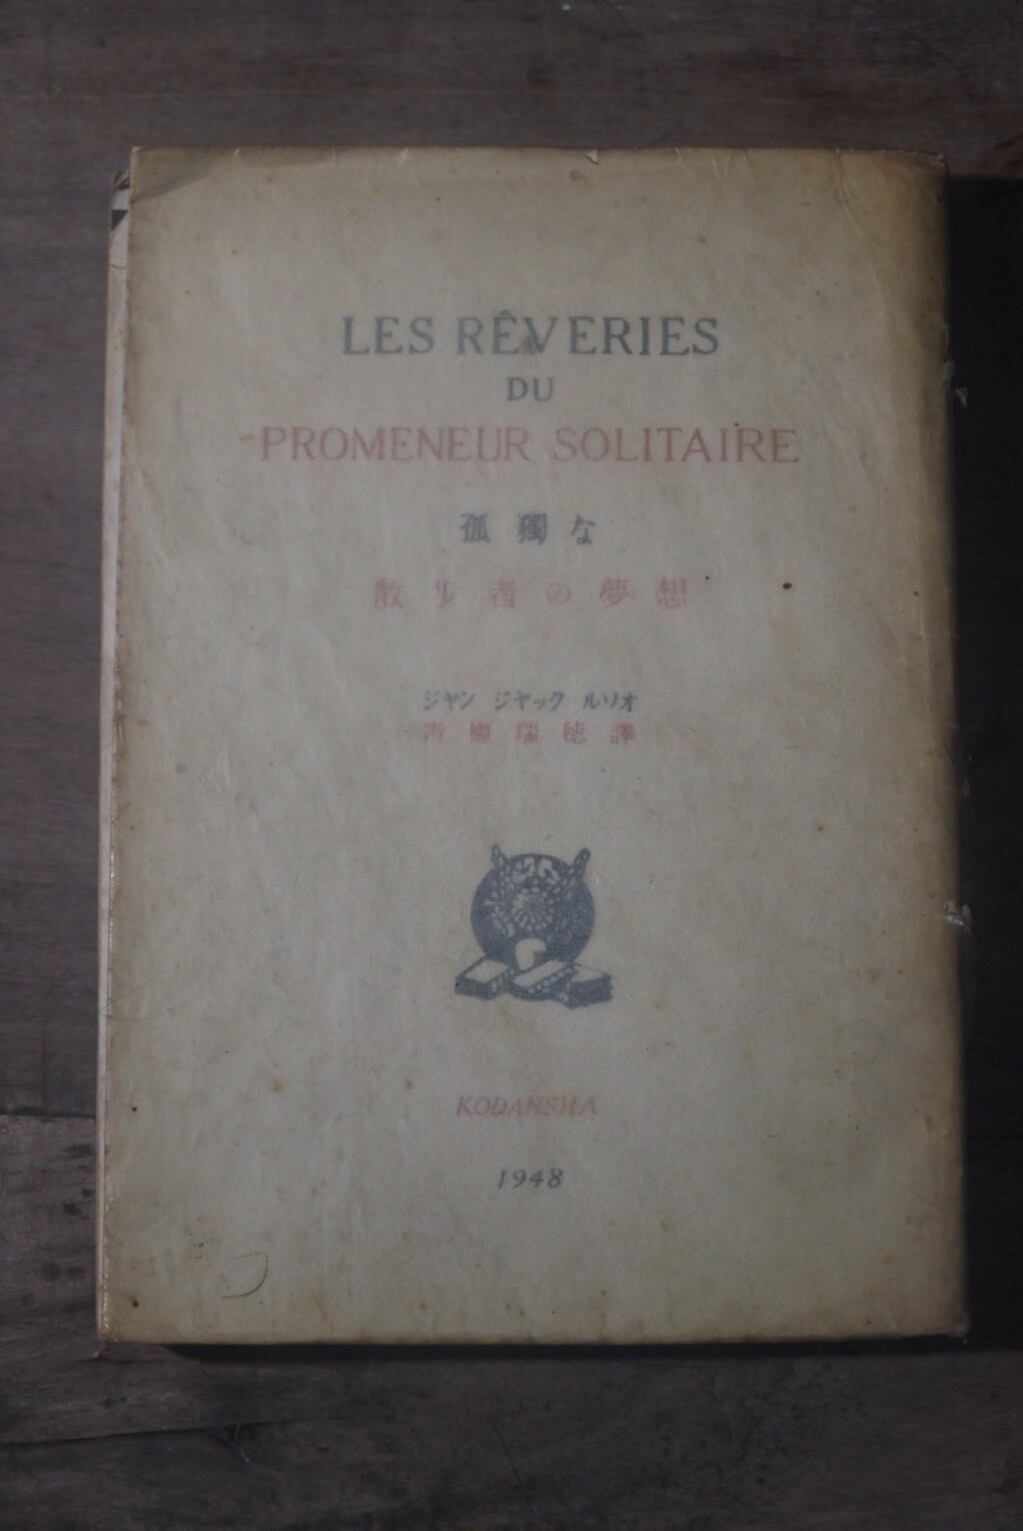 LES RÊVERIES
DU
PROMENEUR SOLITAIRE
孤獨な
散步者の夢想
ジヤン ジヤック ルソオ
青柳瑞穂譯
KODANSHA
1948